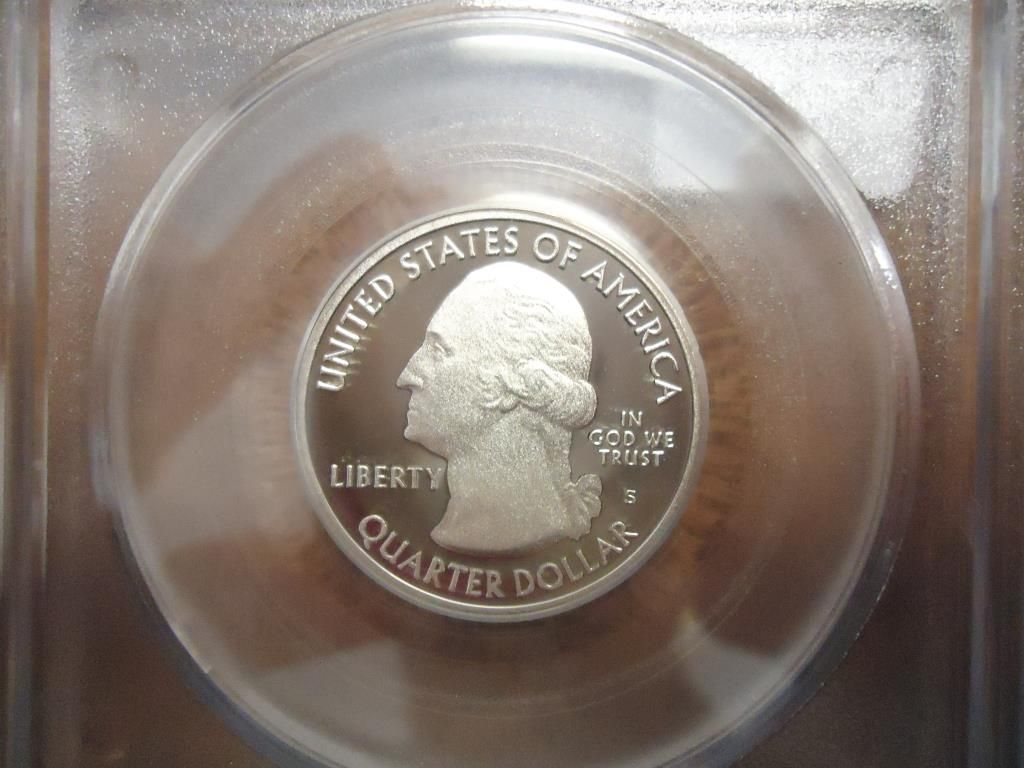 UNITED STATES OF AMERICA
LIBERTY
IN
GOD WE
TRUST
S
QUARTER DOLLAR